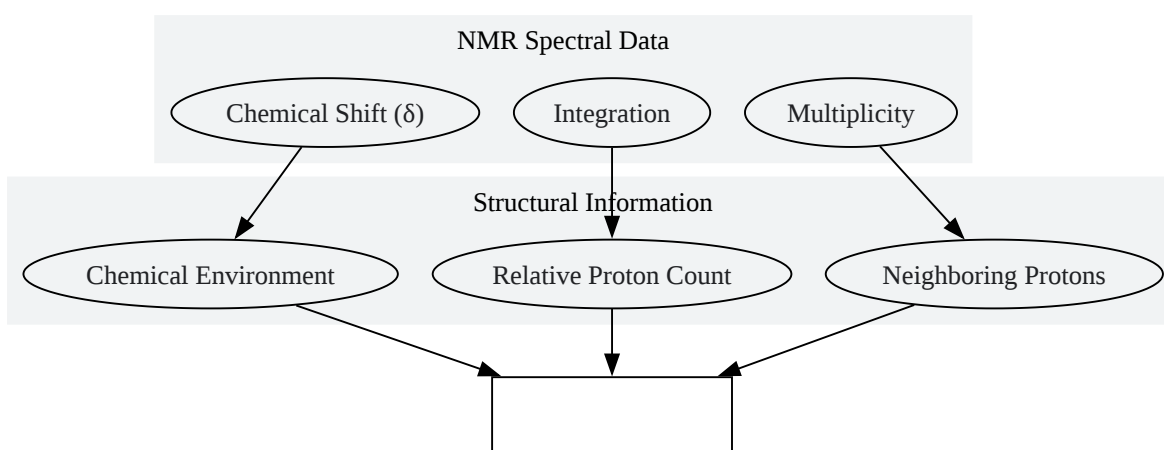 NMR Spectral Data
Chemical Shift (δ)
Integration
Multiplicity
Structural Information
Chemical Environment
Relative Proton Count
Neighboring Protons